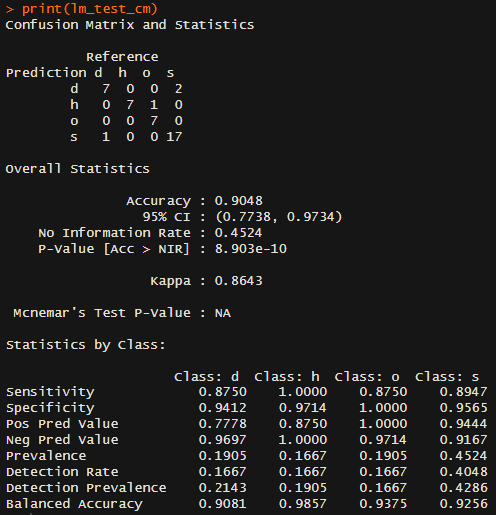 > print(lm_test_cm)
Confusion Matrix and Statistics
Reference
Prediction d h o s
d 7 0 0 2
h 0 7 1 0
o 0 0 7 0
s 1 0 0 17
Overall Statistics
Accuracy : 0.9048
95% CI : (0.7738, 0.9734)
No Information Rate : 0.4524
P-Value [Acc > NIR] : 8.903e-10
Kappa : 0.8643
Mcnemar's Test P-Value : NA
Statistics by Class:
Class: d Class: h Class: o Class: s
Sensitivity 0.8750 1.0000 0.8750 0.8947
Specificity 0.9412 0.9714 1.0000 0.9565
Pos Pred Value 0.7778 0.8750 1.0000 0.9444
Neg Pred Value 0.9697 1.0000 0.9714 0.9167
Prevalence 0.1905 0.1667 0.1905 0.4524
Detection Rate 0.1667 0.1667 0.1667 0.4048
Detection Prevalence 0.2143 0.1905 0.1667 0.4286
Balanced Accuracy 0.9081 0.9857 0.9375 0.9256